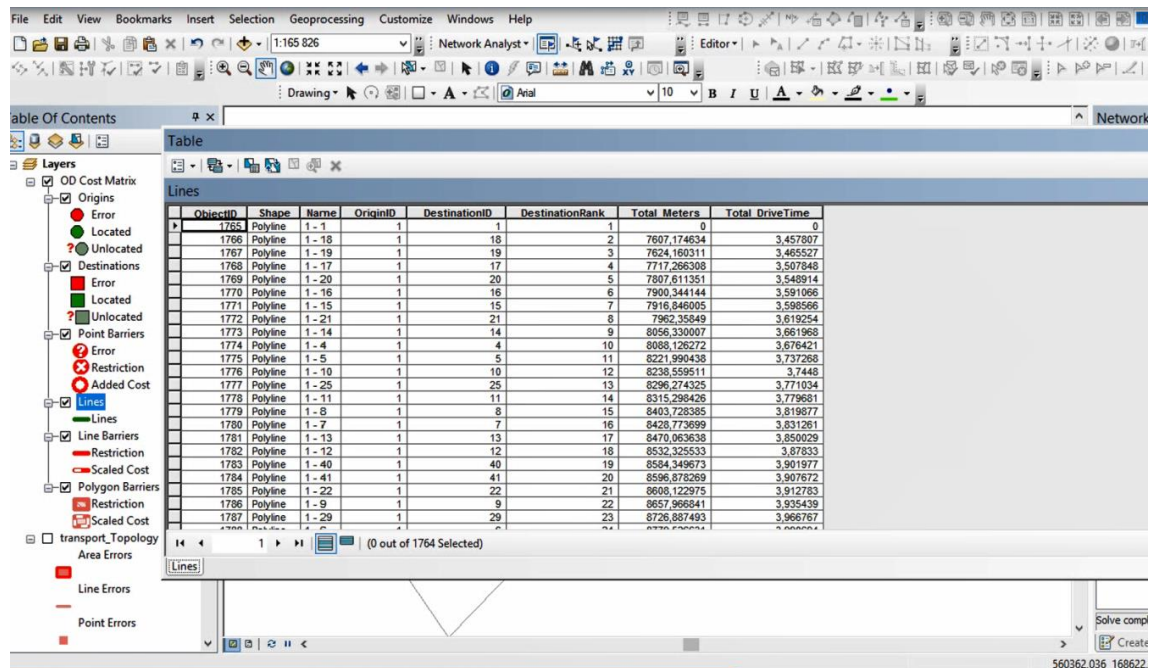 File Edit View Bookmarks Insert Selection Geoprocessing Customize Windows Help
1:165 826 Network Analyst Editor
Drawing A Arial 10 B I U A
able Of Contents
Network
Table
Layers
OD Cost Matrix
Origins
Error
Located
Unlocated
Destinations
Error
Located
Unlocated
Point Barriers
Error
Restriction
Added Cost
Lines
Lines
Line Barriers
Restriction
Scaled Cost
Polygon Barriers
Restriction
Scaled Cost
transport_Topology
Area Errors
Line Errors
Point Errors
Lines
ObjectID Shape Name OriginID DestinationID DestinationRank Total_Meters Total_DriveTime
1765 Polyline 1 - 1 1 1 1 0 0
1766 Polyline 1 - 18 1 18 2 7607,174634 3,457807
1767 Polyline 1 - 19 1 19 3 7624,160311 3,465527
1768 Polyline 1 - 17 1 17 4 7717,266308 3,507848
1769 Polyline 1 - 20 1 20 5 7807,611351 3,548914
1770 Polyline 1 - 16 1 16 6 7900,344144 3,591066
1771 Polyline 1 - 15 1 15 7 7916,846005 3,598566
1772 Polyline 1 - 21 1 21 8 7962,35849 3,619254
1773 Polyline 1 - 14 1 14 9 8056,330007 3,661968
1774 Polyline 1 - 4 1 4 10 8088,126272 3,676421
1775 Polyline 1 - 5 1 5 11 8221,990438 3,737268
1776 Polyline 1 - 10 1 10 12 8238,559511 3,7448
1777 Polyline 1 - 25 1 25 13 8296,274325 3,771034
1778 Polyline 1 - 11 1 11 14 8315,298426 3,779681
1779 Polyline 1 - 8 1 8 15 8403,728385 3,819877
1780 Polyline 1 - 7 1 7 16 8428,773699 3,831261
1781 Polyline 1 - 13 1 13 17 8470,063638 3,850029
1782 Polyline 1 - 12 1 12 18 8532,325533 3,87833
1783 Polyline 1 - 40 1 40 19 8584,349673 3,901977
1784 Polyline 1 - 41 1 41 20 8596,878269 3,907672
1785 Polyline 1 - 22 1 22 21 8608,122975 3,912783
1786 Polyline 1 - 9 1 9 22 8657,966841 3,935439
1787 Polyline 1 - 29 1 29 23 8726,887493 3,966767
1 (0 out of 1764 Selected)
Lines
Solve compl
Create
560362,036 168622,